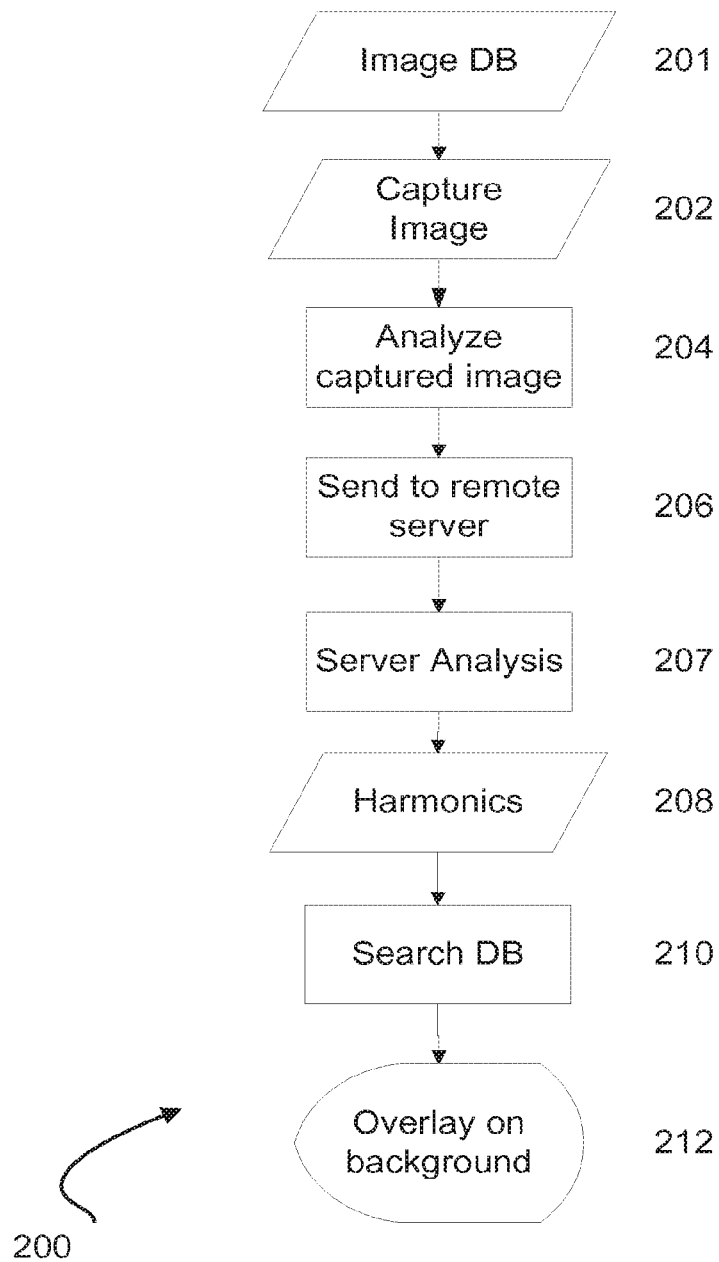 Image DB 201
Capture
Image 202
Analyze
captured image 204
Send to remote
server 206
Server Analysis 207
Harmonics 208
Search DB 210
Overlay on
background 212
200